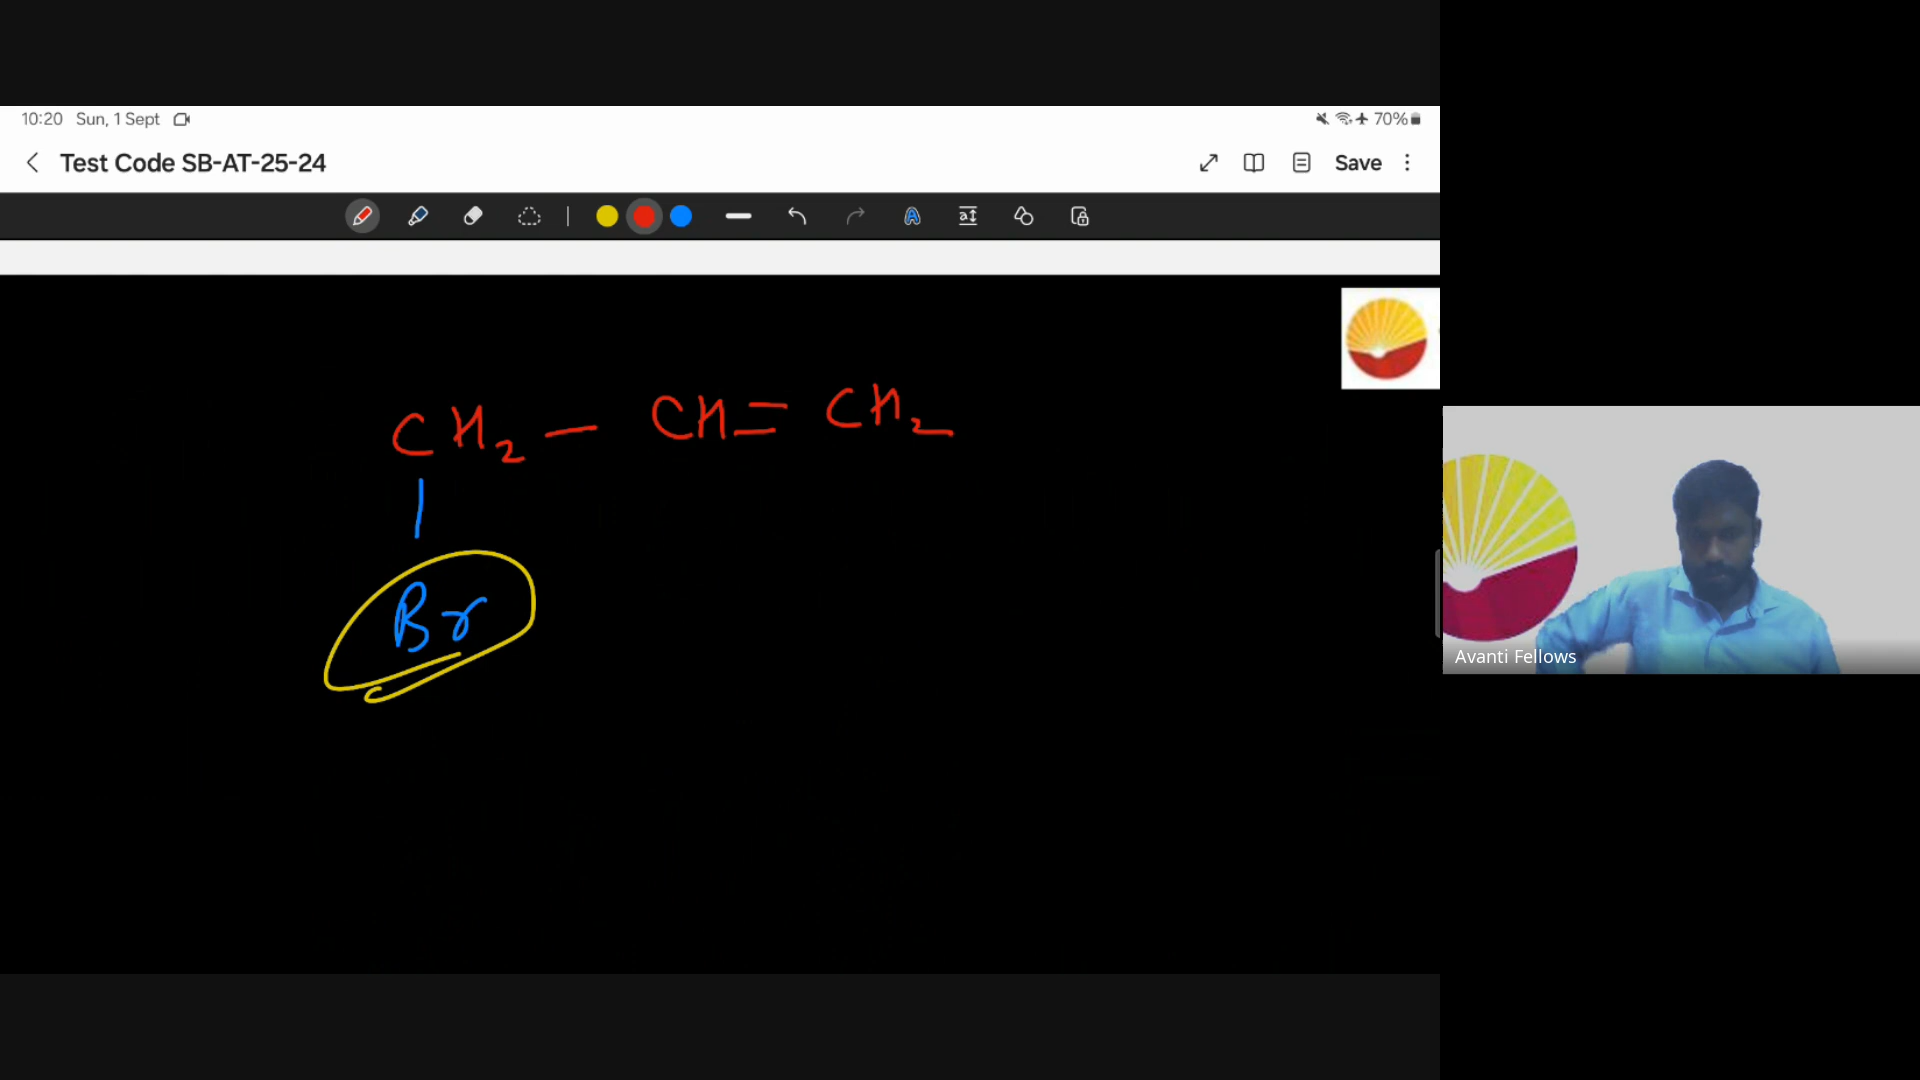 10:20 Sun, 1 Sept 70%
Test Code SB-AT-25-24 Save
CH₂ – CH = CH₂
|
Br
Avanti Fellows